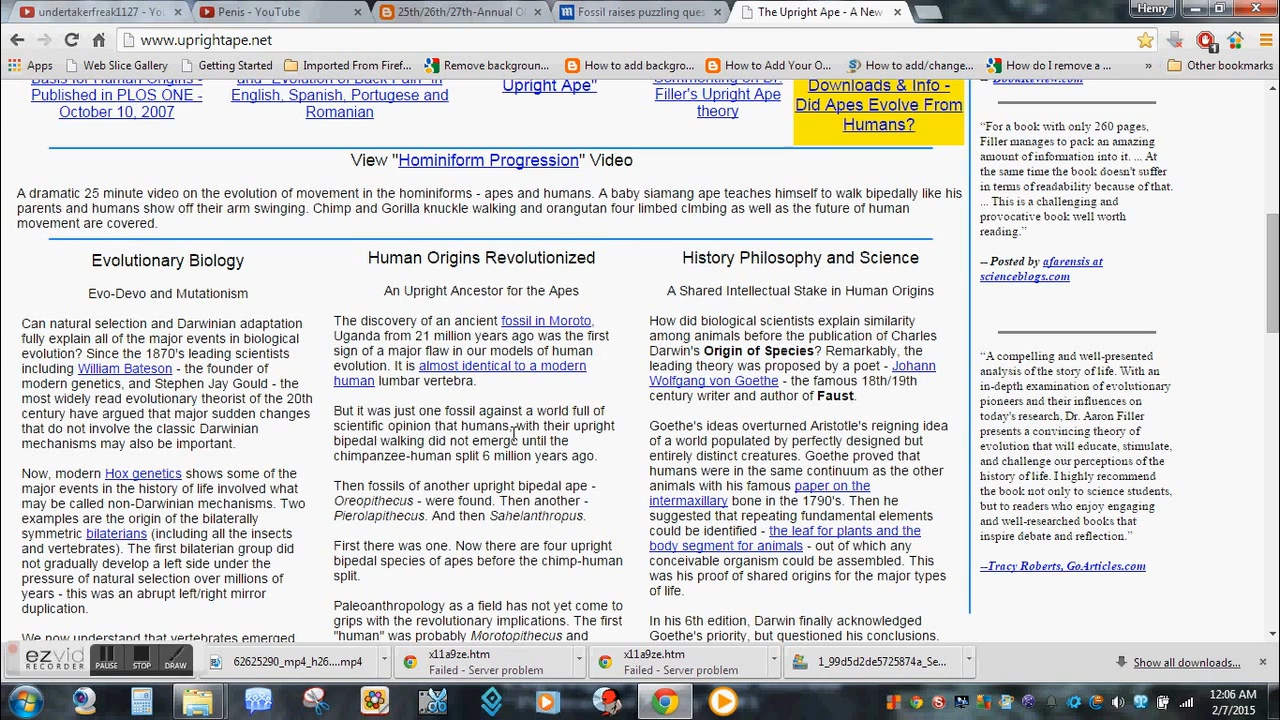 undertakerfreak1127 - You
Penis - YouTube
25th/26th/27th-Annual O
Fossil raises puzzling ques
The Upright Ape - A New
Henry
www.uprightape.net
Apps
Web Slice Gallery
Getting Started
Imported From Firef...
Remove background...
How to add backgro...
How to Add Your O...
How to add/change...
How do I remove a ...
»
Other bookmarks
Basis for Human Origins -
Published in PLOS ONE -
October 10, 2007
and "Evolution of Back Pain" in
English, Spanish, Portugese and
Romanian
Upright Ape"
Commenting on Dr.
Filler's Upright Ape
theory
Downloads & Info -
Did Apes Evolve From
Humans?
View "Hominiform Progression" Video
A dramatic 25 minute video on the evolution of movement in the hominiforms - apes and humans. A baby siamang ape teaches himself to walk bipedally like his
parents and humans show off their arm swinging. Chimp and Gorilla knuckle walking and orangutan four limbed clmbing as well as the future of human
movement are covered.
Evolutionary Biology
Evo-Devo and Mutationism
Can natural selection and Darwinian adaptation
fully explain all of the major events in biological
evolution? Since the 1870's leading scientists
including William Bateson - the founder of
modern genetics, and Stephen Jay Gould - the
most widely read evolutionary theorist of the 20th
century have argued that major sudden changes
that do not involve the classic Darwinian
mechanisms may also be important.
Now, modern Hox genetics shows some of the
major events in the history of life involved what
may be called non-Darwinian mechanisms. Two
examples are the origin of the bilaterally
symmetric bilaterians (including all the insects
and vertebrates). The first bilaterian group did
not gradually develop a left side under the
pressure of natural selection over millions of
years - this was an abrupt left/right mirror
duplication.
We now understand that vertebrates emerged
Human Origins Revolutionized
An Upright Ancestor for the Apes
The discovery of an ancient fossil in Moroto,
Uganda from 21 million years ago was the first
sign of a major flaw in our models of human
evolution. It is almost identical to a modern
human lumbar vertebra.
But it was just one fossil against a world full of
scientific opinion that humans with their upright
bipedal walking did not emerge until the
chimpanzee-human split 6 million years ago.
Then fossils of another upright bipedal ape -
Oreopithecus - were found. Then another -
Pierolapithecus. And then Sahelanthropus.
First there was one. Now there are four upright
bipedal species of apes before the chimp-human
split.
Paleoanthropology as a field has not yet come to
grips with the revolutionary implications. The first
"human" was probably Morotopithecus and
History Philosophy and Science
A Shared Intellectual Stake in Human Origins
How did biological scientists explain similarity
among animals before the publication of Charles
Darwin's Origin of Species? Remarkably, the
leading theory was proposed by a poet - Johann
Wolfgang von Goethe - the famous 18th/19th
century writer and author of Faust.
Goethe's ideas overturned Aristotle's reigning idea
of a world populated by perfectly designed but
entirely distinct creatures. Goethe proved that
humans were in the same continuum as the other
animals with his famous paper on the
intermaxillary bone in the 1790's. Then he
suggested that repeating fundamental elements
could be identified - the leaf for plants and the
body segment for animals - out of which any
conceivable organism could be assembled. This
was his proof of shared origins for the major types
of life.
In his 6th edition, Darwin finally acknowledged
Goethe's priority, but questioned his conclusions.
-- BookReview.com
“For a book with only 260 pages,
Filler manages to pack an amazing
amount of information into it. ... At
the same time the book doesn't suffer
in terms of readability because of that.
... This is a challenging and
provocative book well worth
reading.”
-- Posted by afarensis at
scienceblogs.com
“A compelling and well-presented
analysis of the story of life. With an
in-depth examination of evolutionary
pioneers and their influences on
today's research, Dr. Aaron Filler
presents a convincing theory of
evolution that will educate, stimulate,
and challenge our perceptions of the
history of life. I highly recommend
the book not only to science students,
but to readers who enjoy engaging
and well-researched books that
inspire debate and reflection.”
--Tracy Roberts, GoArticles.com
ezvid
RECORDER
PAUSE
STOP
DRAW
62625290_mp4_h26....mp4
x11a9ze.htm
Failed - Server problem
x11a9ze.htm
Failed - Server problem
1_99d5d2de5725874a_Se...
Show all downloads...
12:06 AM
2/7/2015